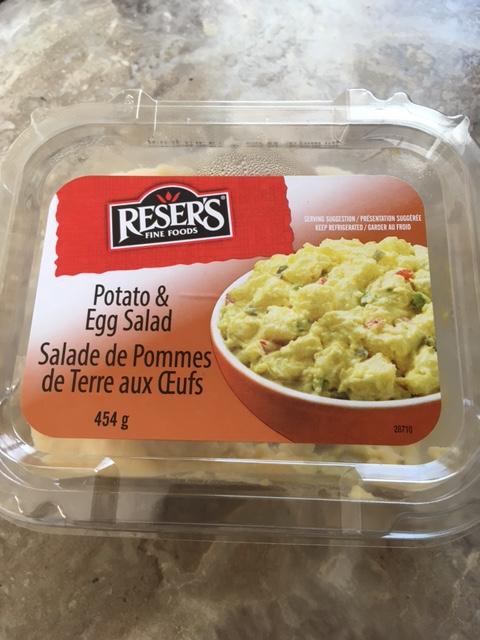 RESER'S®
FINE FOODS
SERVING SUGGESTION / PRÉSENTATION SUGGÉRÉE
KEEP REFRIGERATED / GARDER AU FROID
Potato &
Egg Salad
Salade de Pommes
de Terre aux Œufs
454 g
28710